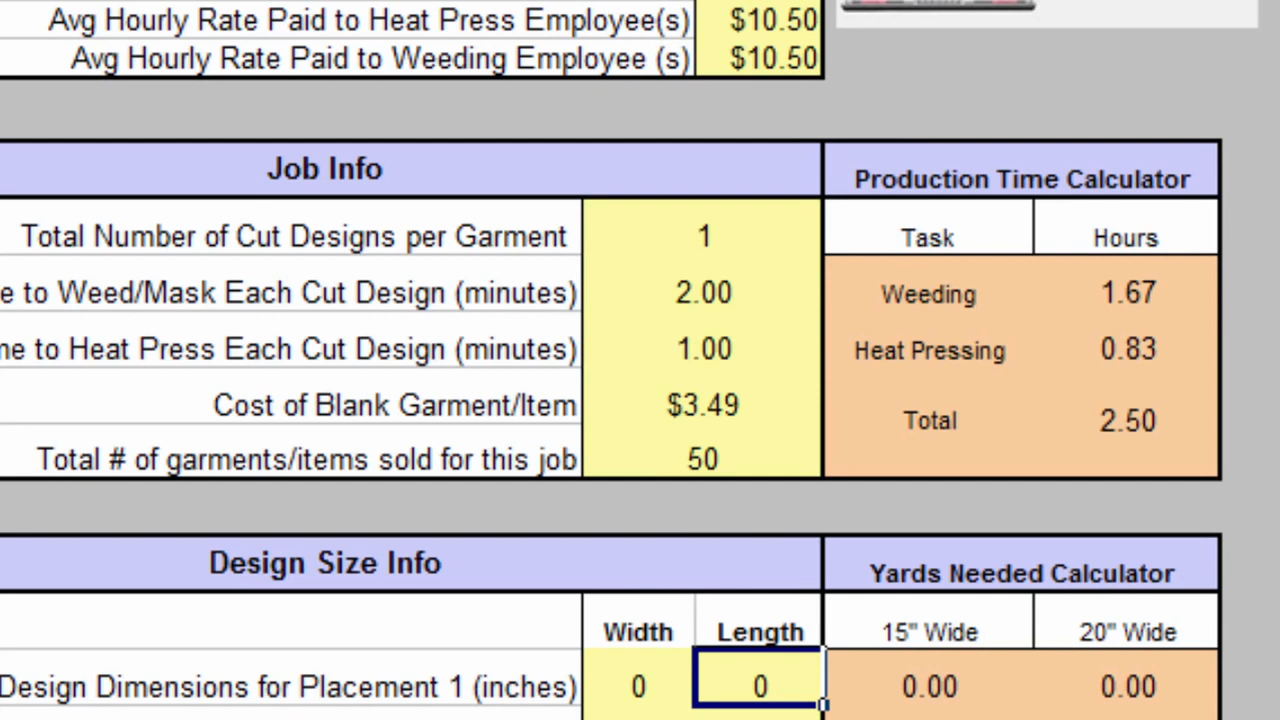 Avg Hourly Rate Paid to Heat Press Employee(s) $10.50
Avg Hourly Rate Paid to Weeding Employee (s) $10.50
Job Info Production Time Calculator
Total Number of Cut Designs per Garment 1 Task Hours
e to Weed/Mask Each Cut Design (minutes) 2.00 Weeding 1.67
ne to Heat Press Each Cut Design (minutes) 1.00 Heat Pressing 0.83
Cost of Blank Garment/Item $3.49 Total 2.50
Total # of garments/items sold for this job 50
Design Size Info Yards Needed Calculator
Width Length 15" Wide 20" Wide
Design Dimensions for Placement 1 (inches) 0 0 0.00 0.00